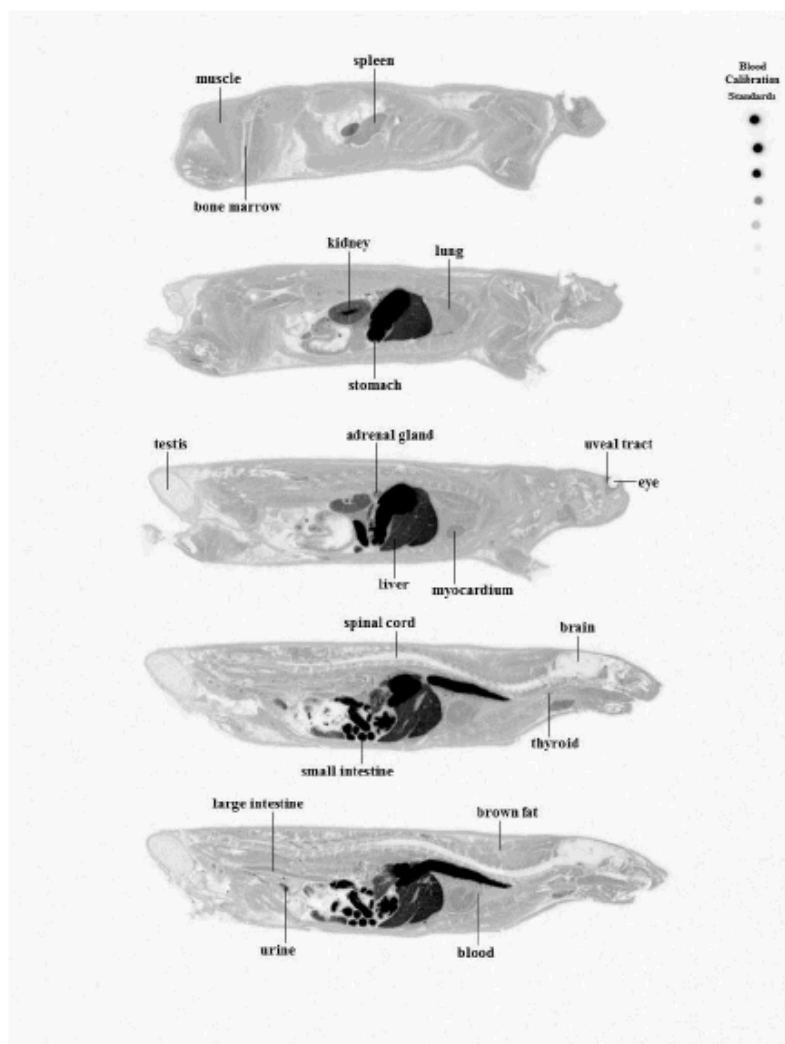 spleen
muscle
Blood
Calibration
Standards
bone marrow
kidney
lung
stomach
testis
adrenal gland
uveal tract
eye
liver
myocardium
spinal cord
brain
thyroid
small intestine
large intestine
brown fat
urine
blood